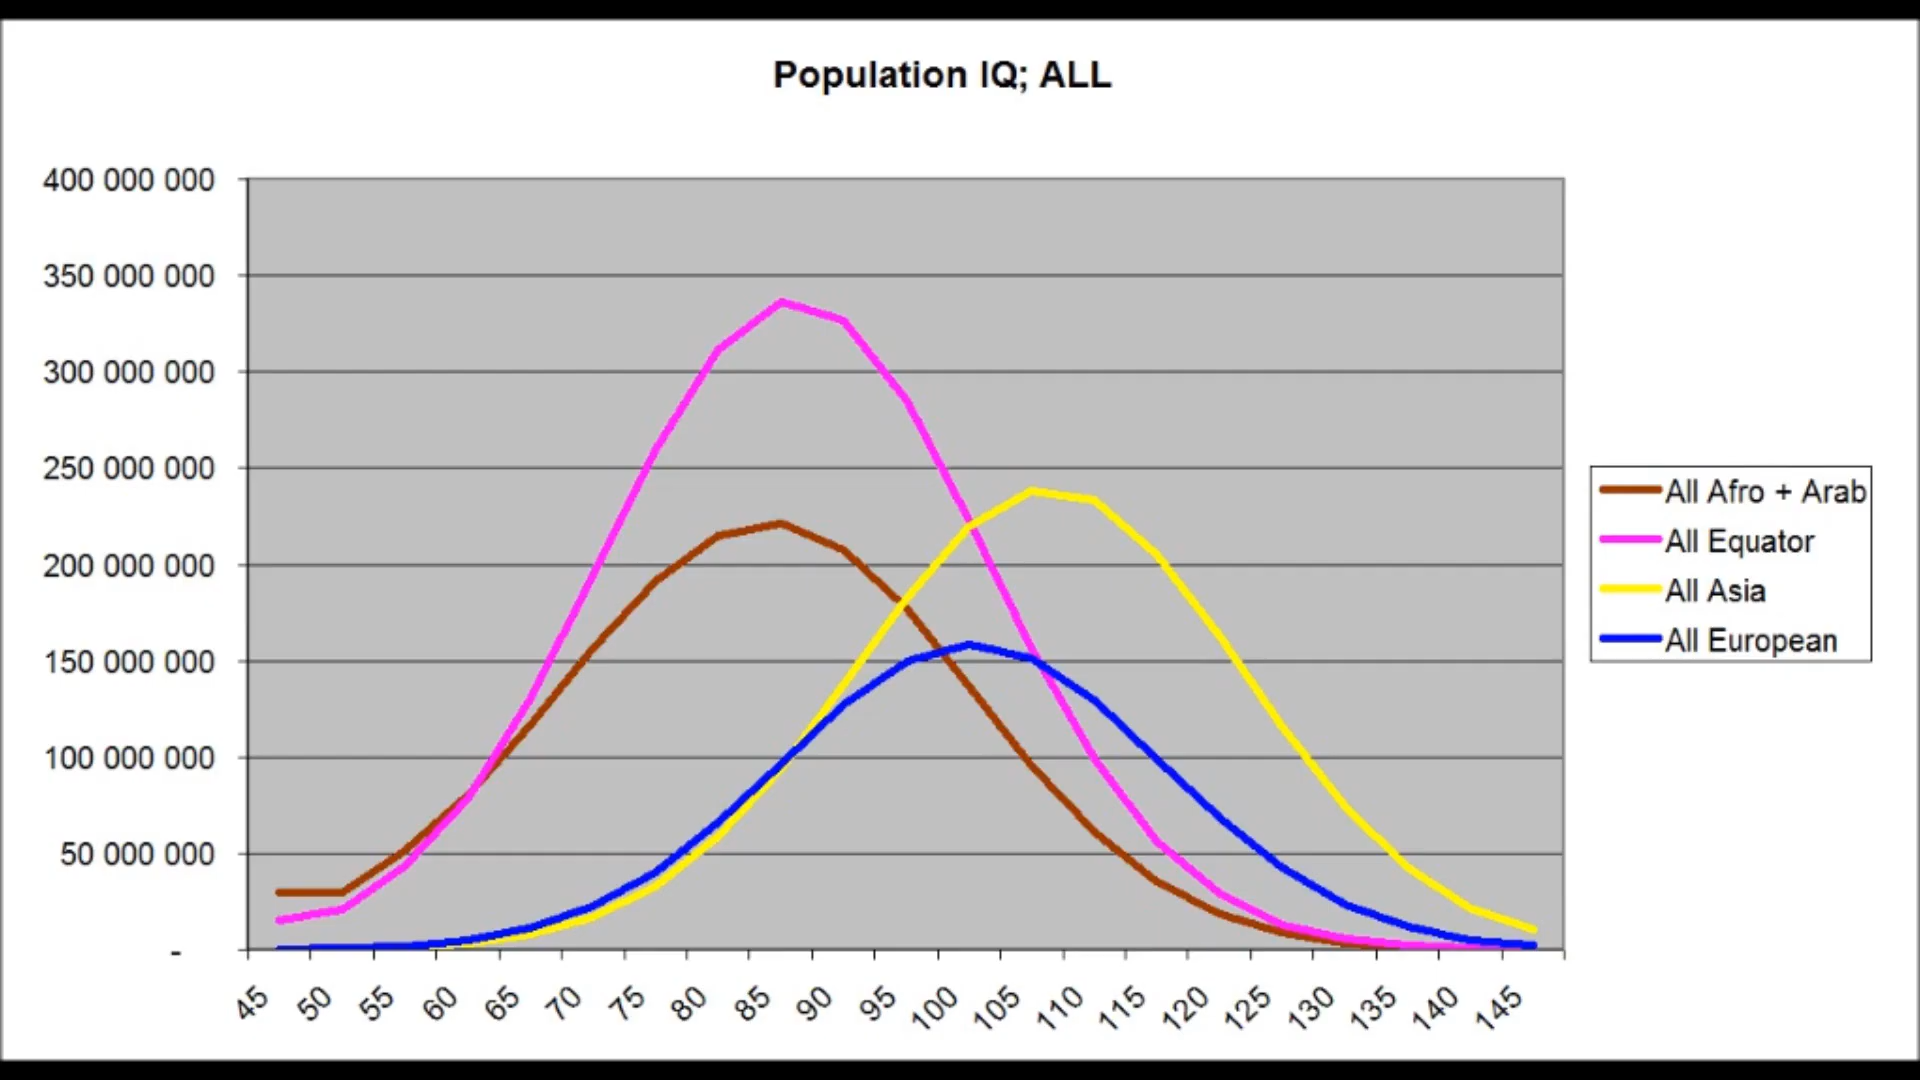 Population IQ; ALL
400 000 000
350 000 000
300 000 000
250 000 000
200 000 000
150 000 000
100 000 000
50 000 000
-
45 50 55 60 65 70 75 80 85 90 95 100 105 110 115 120 125 130 135 140 145
All Afro + Arab
All Equator
All Asia
All European